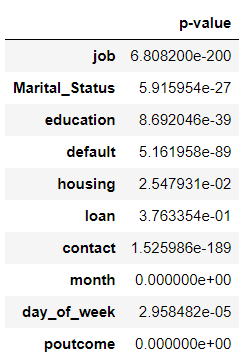 p-value
job 6.808200e-200
Marital_Status 5.915954e-27
education 8.692046e-39
default 5.161958e-89
housing 2.547931e-02
loan 3.763354e-01
contact 1.525986e-189
month 0.000000e+00
day_of_week 2.958482e-05
poutcome 0.000000e+00